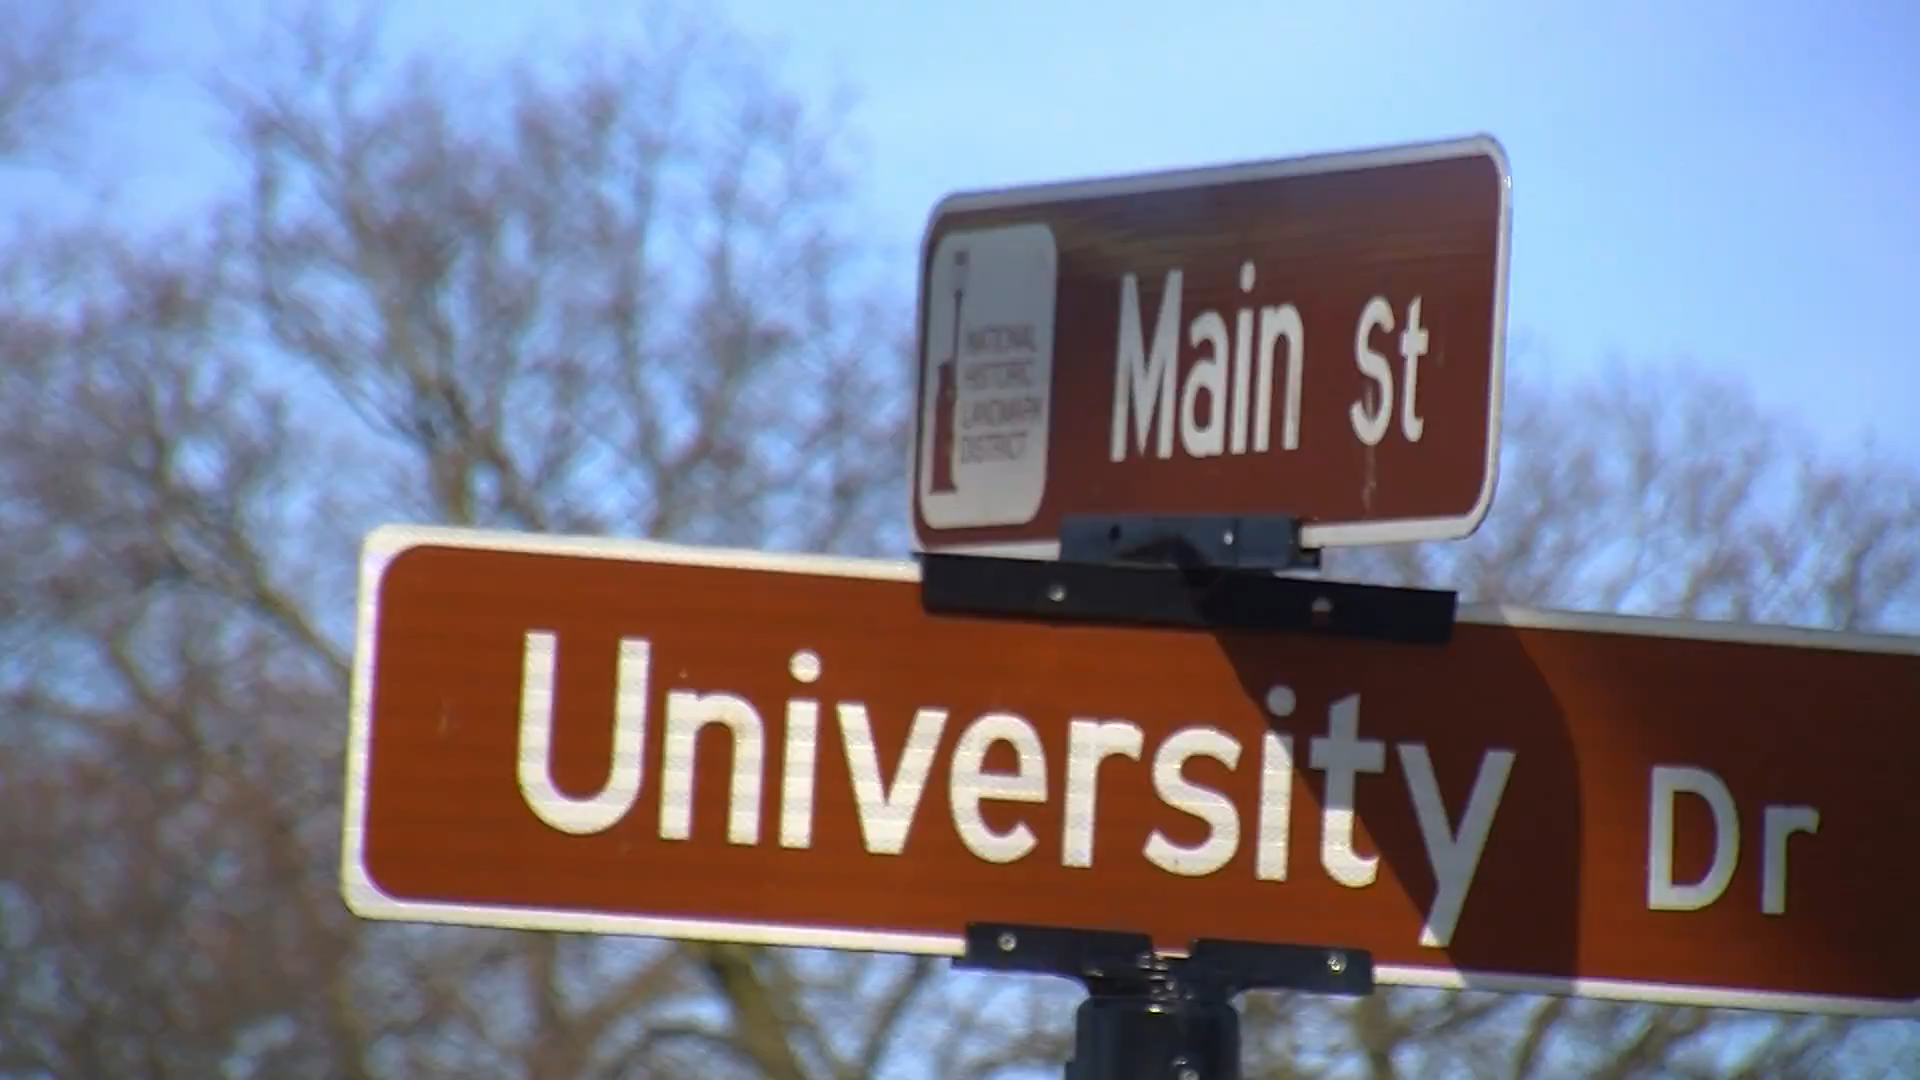 NATIONAL
HISTORIC
LANDMARK
DISTRICT
Main St
University Dr